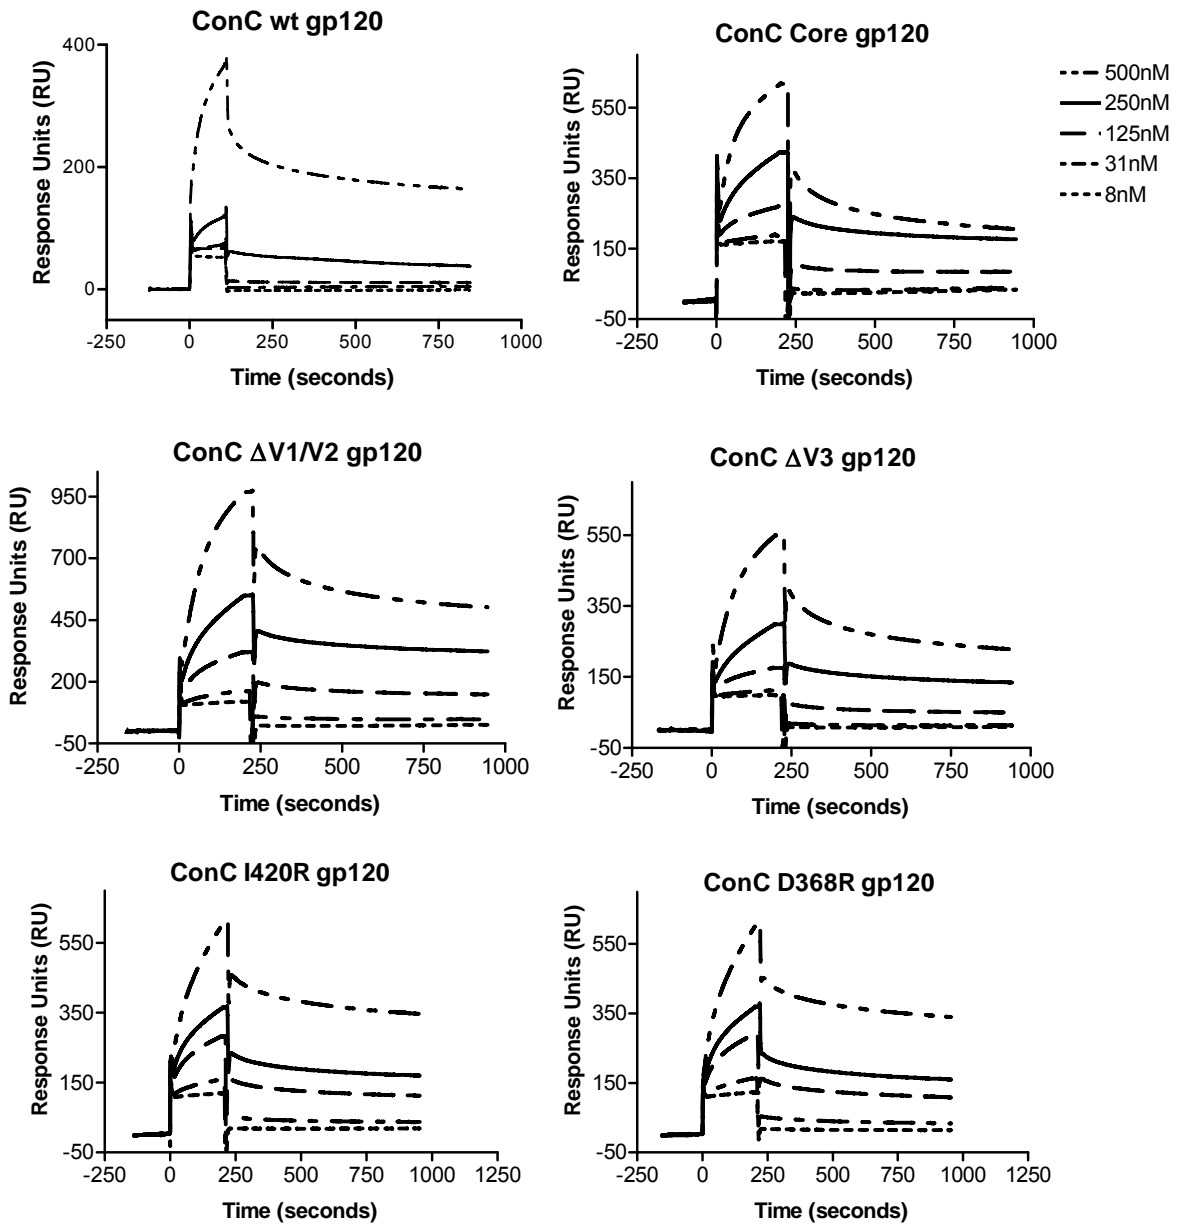 ConC wt gp120
Response Units (RU)
400
200
0
-250
0
250
500
750
1000
Time (seconds)
ConC Core gp120
Response Units (RU)
550
350
150
-50
-250
0
250
500
750
1000
Time (seconds)
500nM
250nM
125nM
31nM
8nM
ConC ΔV1/V2 gp120
Response Units (RU)
950
700
450
200
-50
-250
0
250
500
750
1000
Time (seconds)
ConC ΔV3 gp120
Response Units (RU)
550
350
150
-50
-250
0
250
500
750
1000
Time (seconds)
ConC I420R gp120
Response Units (RU)
550
350
150
-50
-250
0
250
500
750
1000
1250
Time (seconds)
ConC D368R gp120
Response Units (RU)
550
350
150
-50
-250
0
250
500
750
1000
1250
Time (seconds)